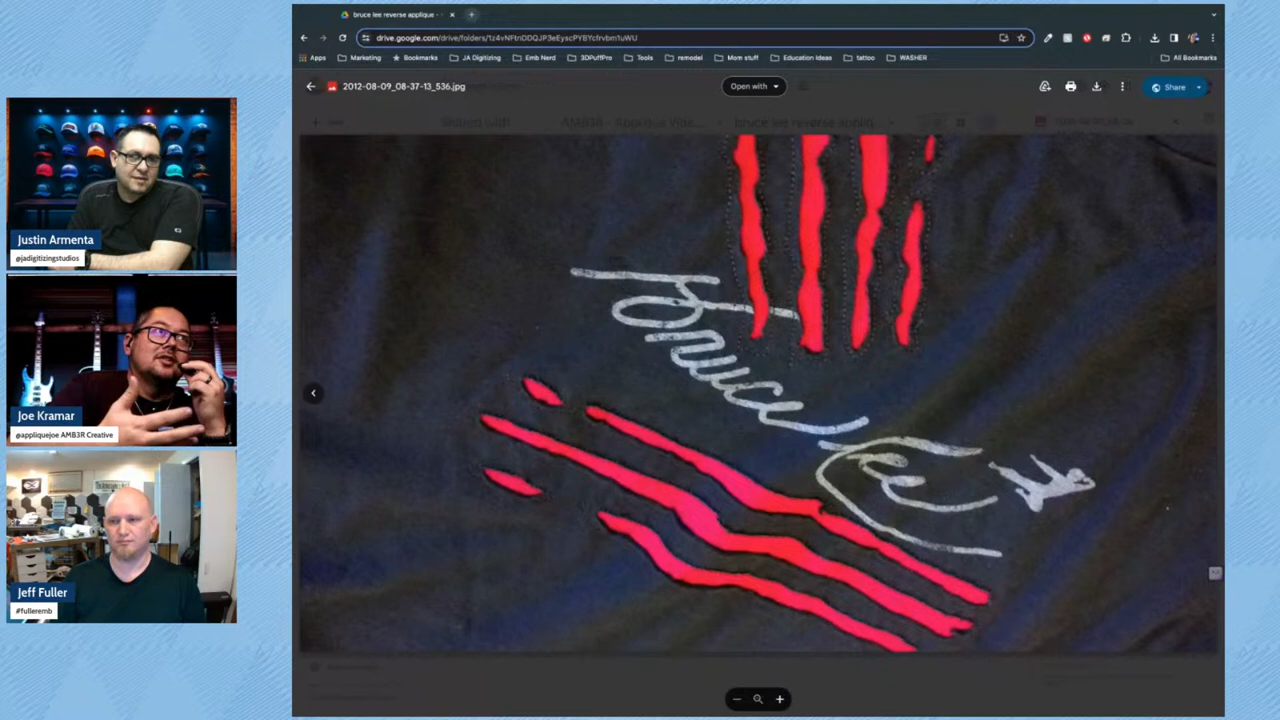 bruce lee reverse applique -
drive.google.com/drive/folders/1z4vNFtnDDQJP3eEyscPYBYcfrvbm1uWU
Apps Marketing Bookmarks JA Digitizing Emb Nerd 3DPuffPro Tools remodel Mom stuff Education Ideas tattoo WASHER All Bookmarks
2012-08-09_08-37-13_536.jpg Open with Share
Bruce Lee
Justin Armenta
@jadigitizingstudios
Joe Kramar
@appliquejoe AMB3R Creative
Jeff Fuller
#fulleremb